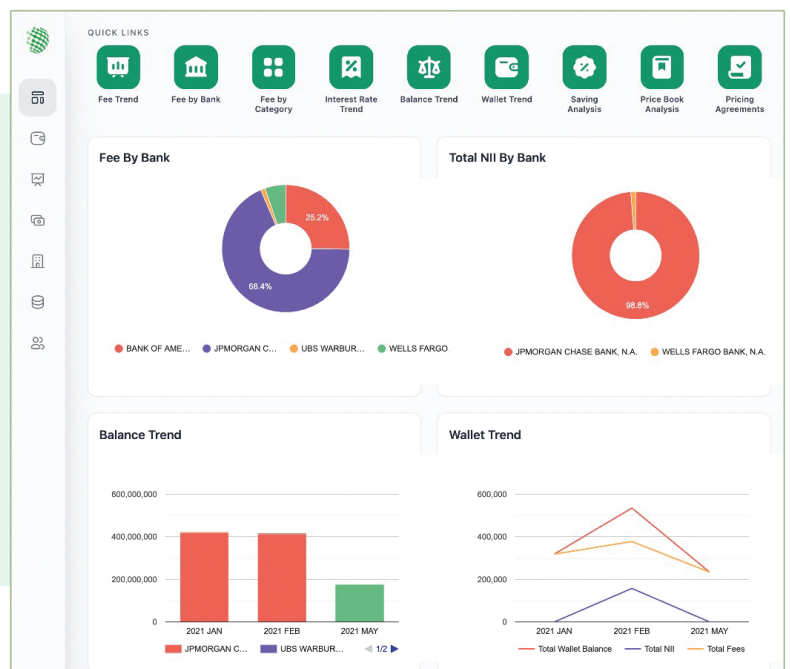 QUICK LINKS
Fee Trend
Fee by Bank
Fee by
Category
Interest Rate
Trend
Balance Trend
Wallet Trend
Saving
Analysis
Price Book
Analysis
Pricing
Agreements
Fee By Bank
25.2%
68.4%
BANK OF AME... JPMORGAN C... UBS WARBUR... WELLS FARGO
Total NII By Bank
98.8%
JPMORGAN CHASE BANK, N.A. WELLS FARGO BANK, N.A.
Balance Trend
600,000,000
400,000,000
200,000,000
0
2021 JAN 2021 FEB 2021 MAY
JPMORGAN C... UBS WARBUR... 1/2
Wallet Trend
600,000
400,000
200,000
0
2021 JAN 2021 FEB 2021 MAY
Total Wallet Balance Total NII Total Fees